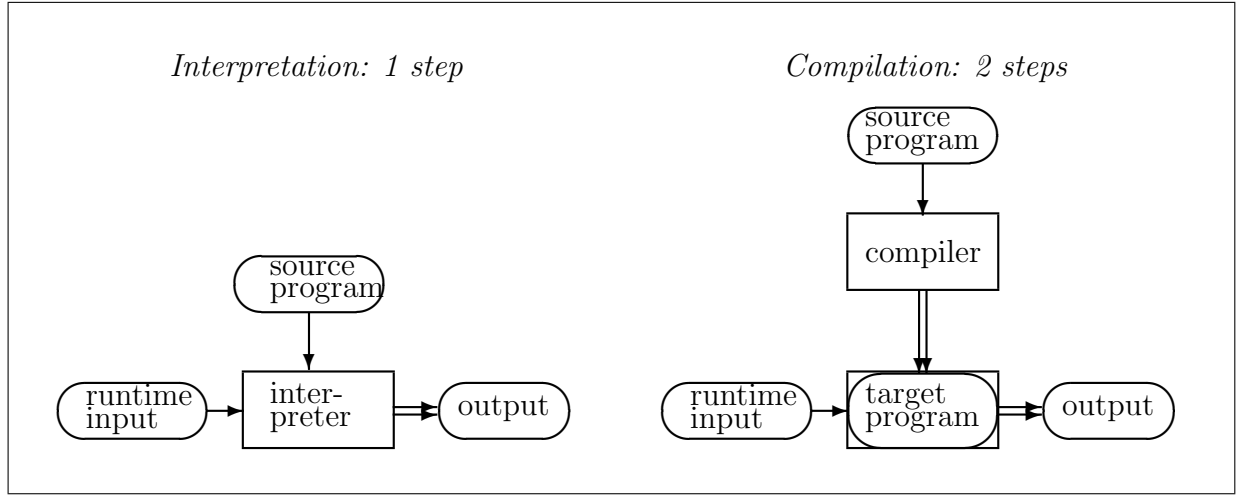 Interpretation: 1 step
source
program
runtime
input
inter-
preter
output
Compilation: 2 steps
source
program
compiler
runtime
input
target
program
output